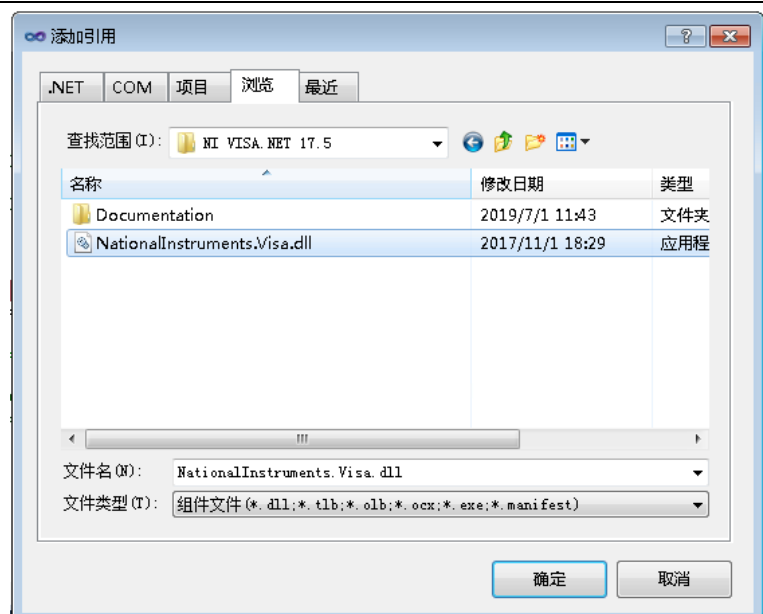 添加引用
.NET COM 项目 浏览 最近
查找范围(I): NI VISA.NET 17.5
名称 修改日期 类型
Documentation 2019/7/1 11:43 文件夹
NationalInstruments.Visa.dll 2017/11/1 18:29 应用程
文件名(N): NationalInstruments.Visa.dll
文件类型(T): 组件文件(*.dll;*.tlb;*.olb;*.ocx;*.exe;*.manifest)
确定 取消